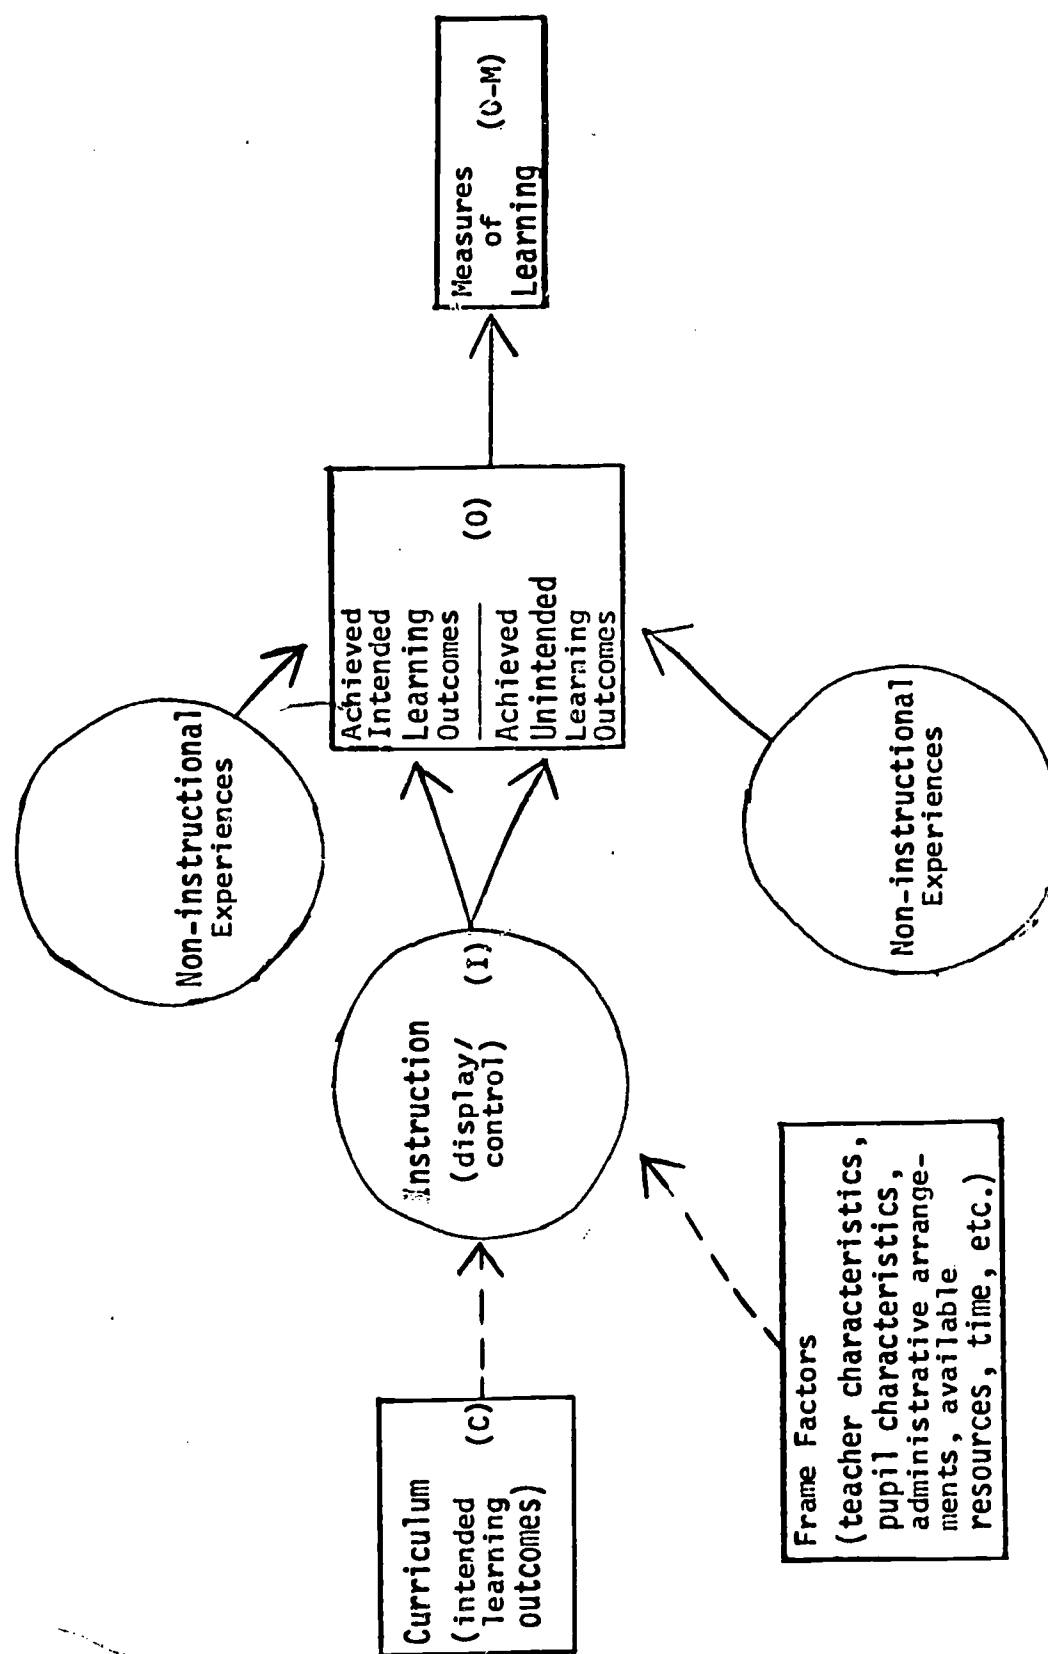 Curriculum
(C)
(intended
learning
outcomes)
Frame Factors
(teacher characteristics,
pupil characteristics,
administrative arrange-
ments, available
resources, time, etc.)
Instruction
(I)
(display/
control)
Non-instructional
Experiences
Non-instructional
Experiences
Achieved
Intended
Learning
Outcomes
(O)
Achieved
Unintended
Learning
Outcomes
Measures
of
Learning
(O-M)